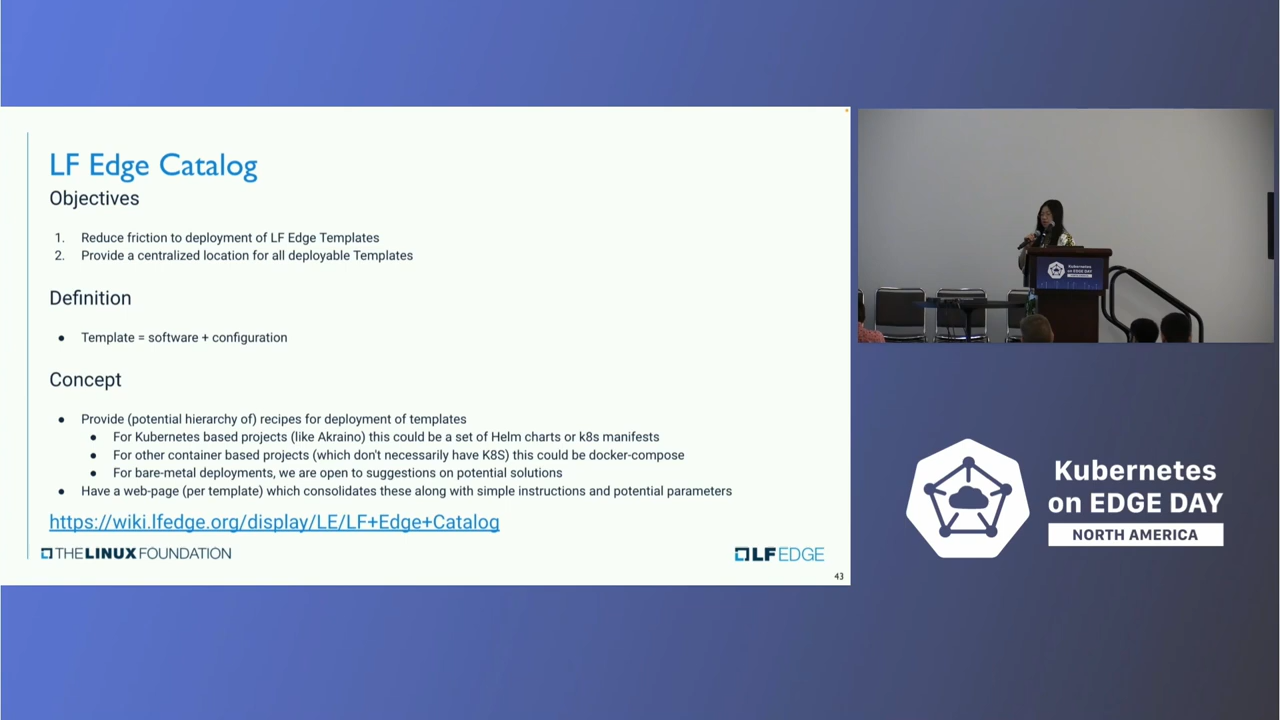 LF Edge Catalog
Objectives
1. Reduce friction to deployment of LF Edge Templates
2. Provide a centralized location for all deployable Templates
Definition
● Template = software + configuration
Concept
● Provide (potential hierarchy of) recipes for deployment of templates
● For Kubernetes based projects (like Akraino) this could be a set of Helm charts or k8s manifests
● For other container based projects (which don't necessarily have K8S) this could be docker-compose
● For bare-metal deployments, we are open to suggestions on potential solutions
● Have a web-page (per template) which consolidates these along with simple instructions and potential parameters
https://wiki.lfedge.org/display/LE/LF+Edge+Catalog
THE LINUX FOUNDATION
LF EDGE
43
Kubernetes
on EDGE DAY
Kubernetes
on EDGE DAY
NORTH AMERICA